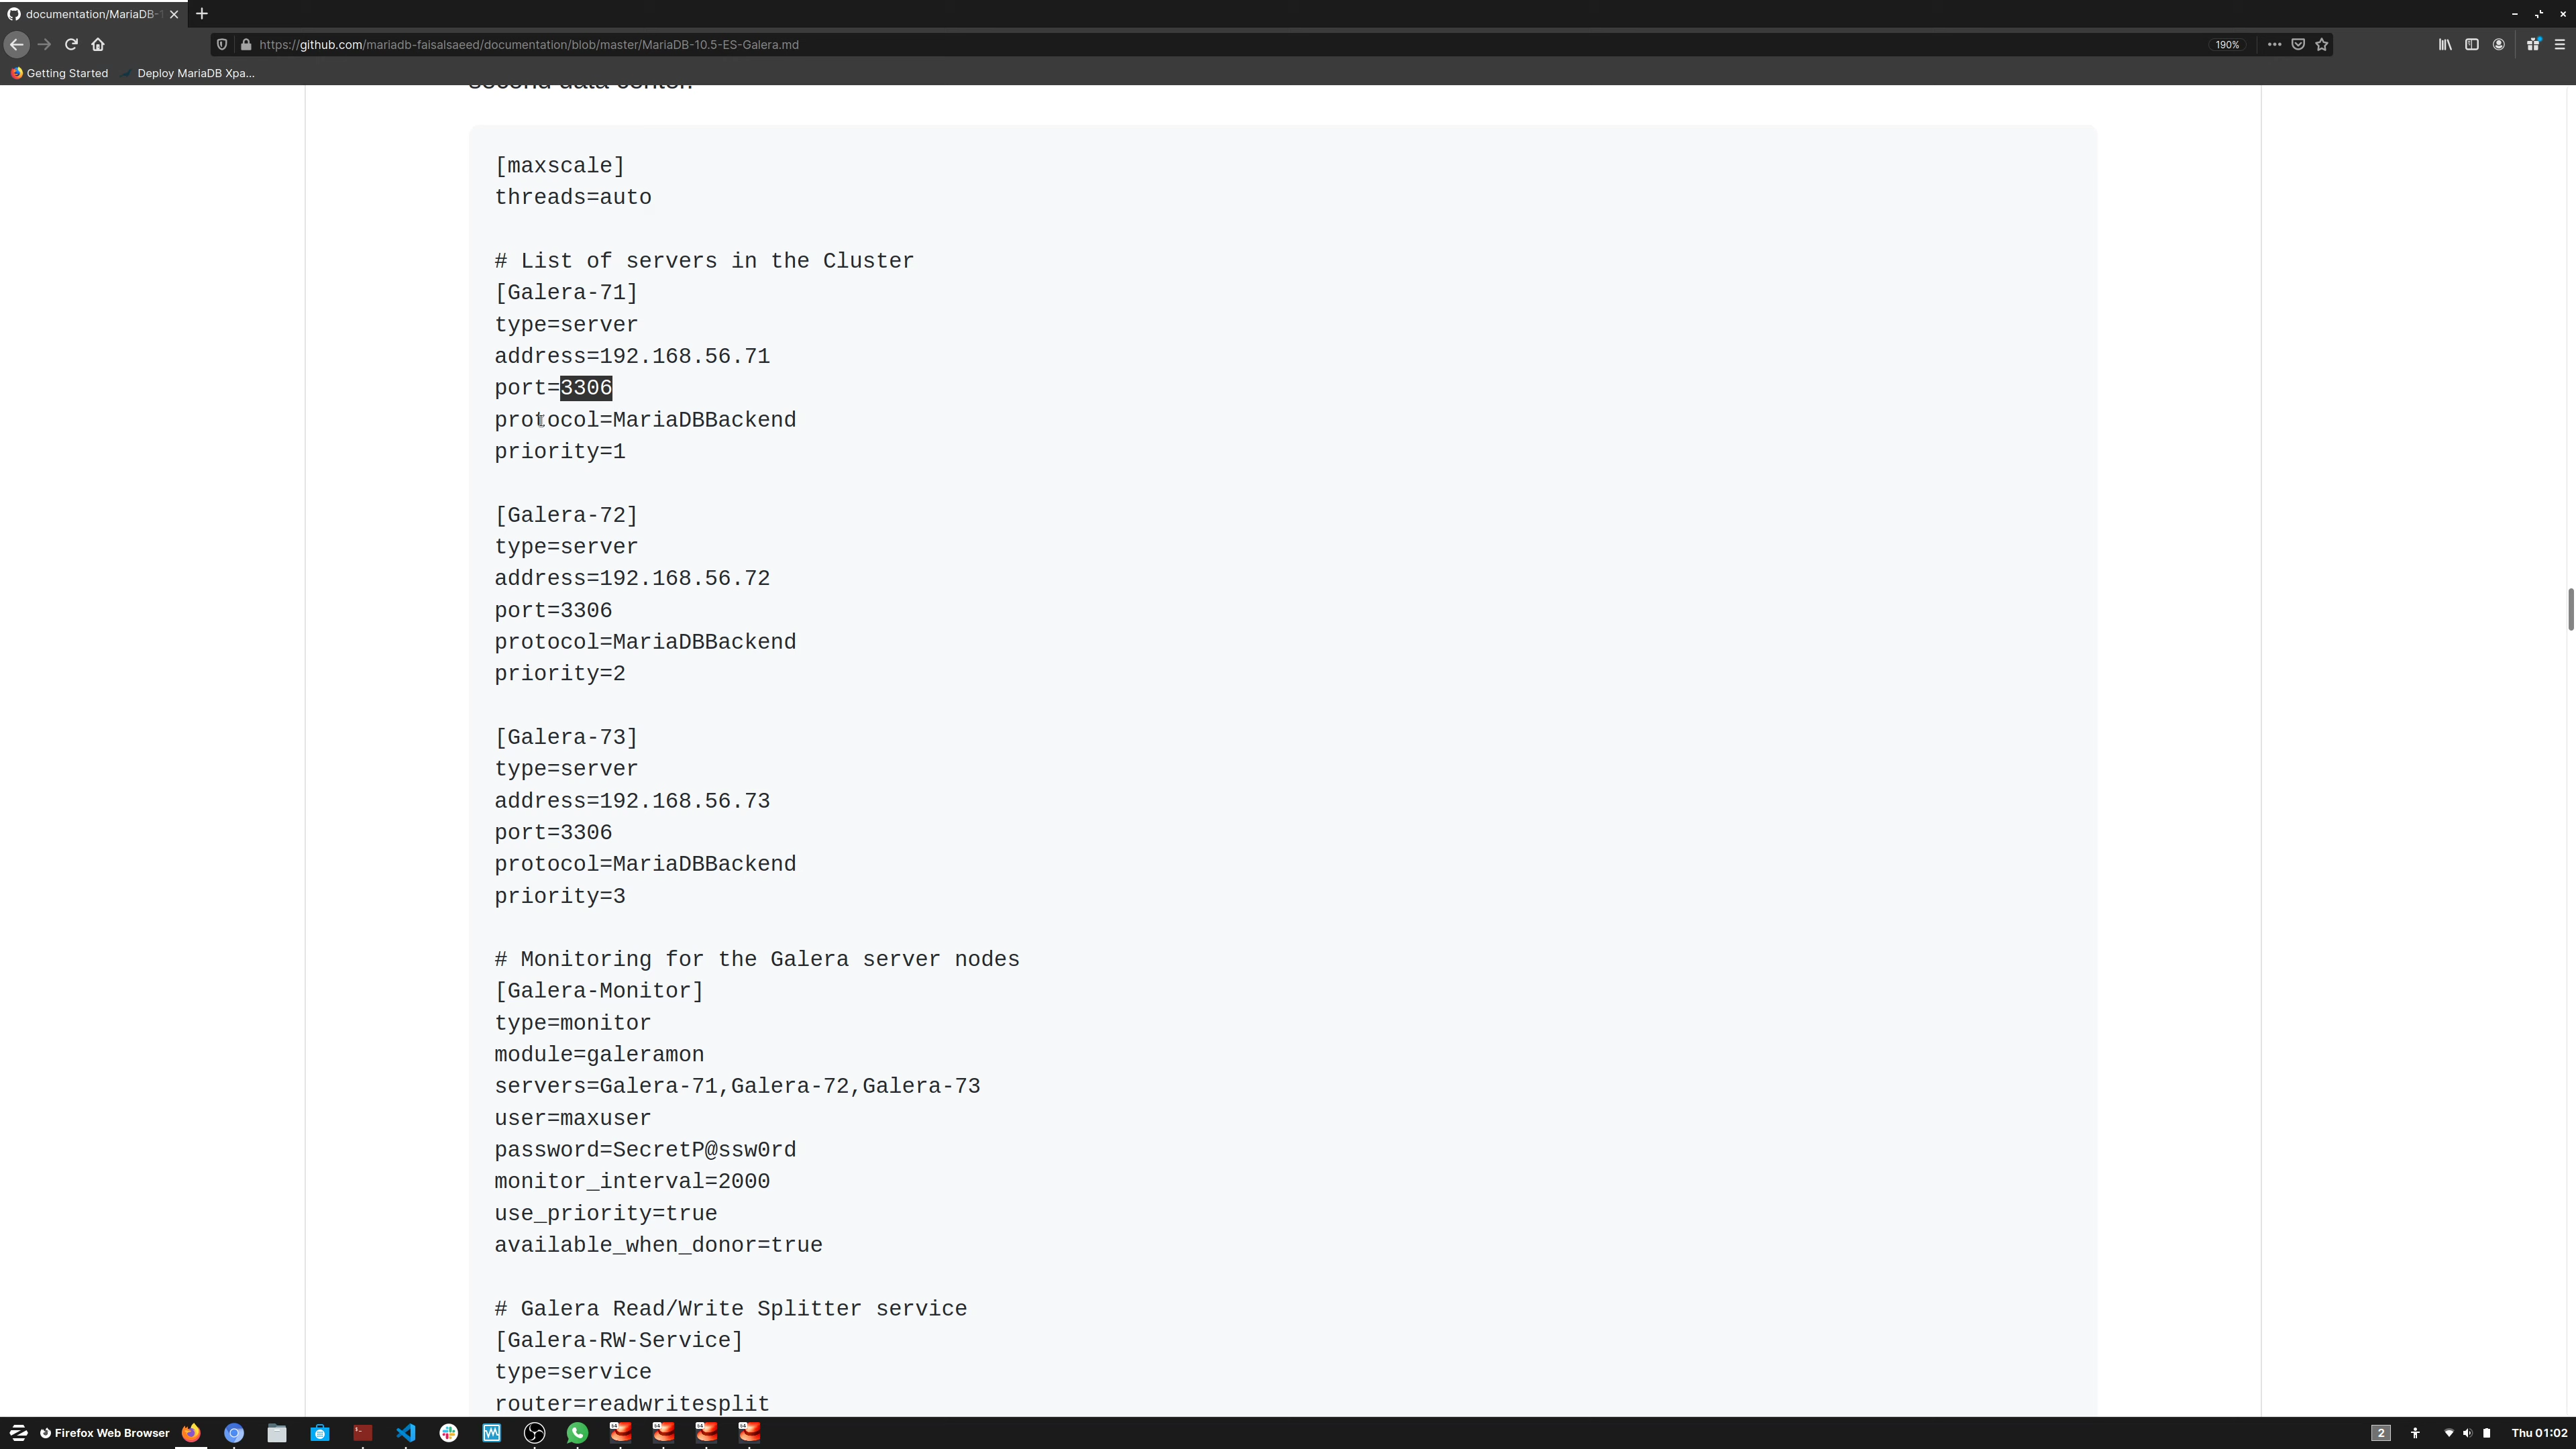 documentation/MariaDB-1
https://github.com/mariadb-faisalsaeed/documentation/blob/master/MariaDB-10.5-ES-Galera.md
190%
Getting Started
Deploy MariaDB Xpa...
second data center.
[maxscale]
threads=auto
# List of servers in the Cluster
[Galera-71]
type=server
address=192.168.56.71
port=3306
protocol=MariaDBBackend
priority=1
[Galera-72]
type=server
address=192.168.56.72
port=3306
protocol=MariaDBBackend
priority=2
[Galera-73]
type=server
address=192.168.56.73
port=3306
protocol=MariaDBBackend
priority=3
# Monitoring for the Galera server nodes
[Galera-Monitor]
type=monitor
module=galeramon
servers=Galera-71,Galera-72,Galera-73
user=maxuser
password=SecretP@ssw0rd
monitor_interval=2000
use_priority=true
available_when_donor=true
# Galera Read/Write Splitter service
[Galera-RW-Service]
type=service
router=readwritesplit
Firefox Web Browser
2
Thu 01:02